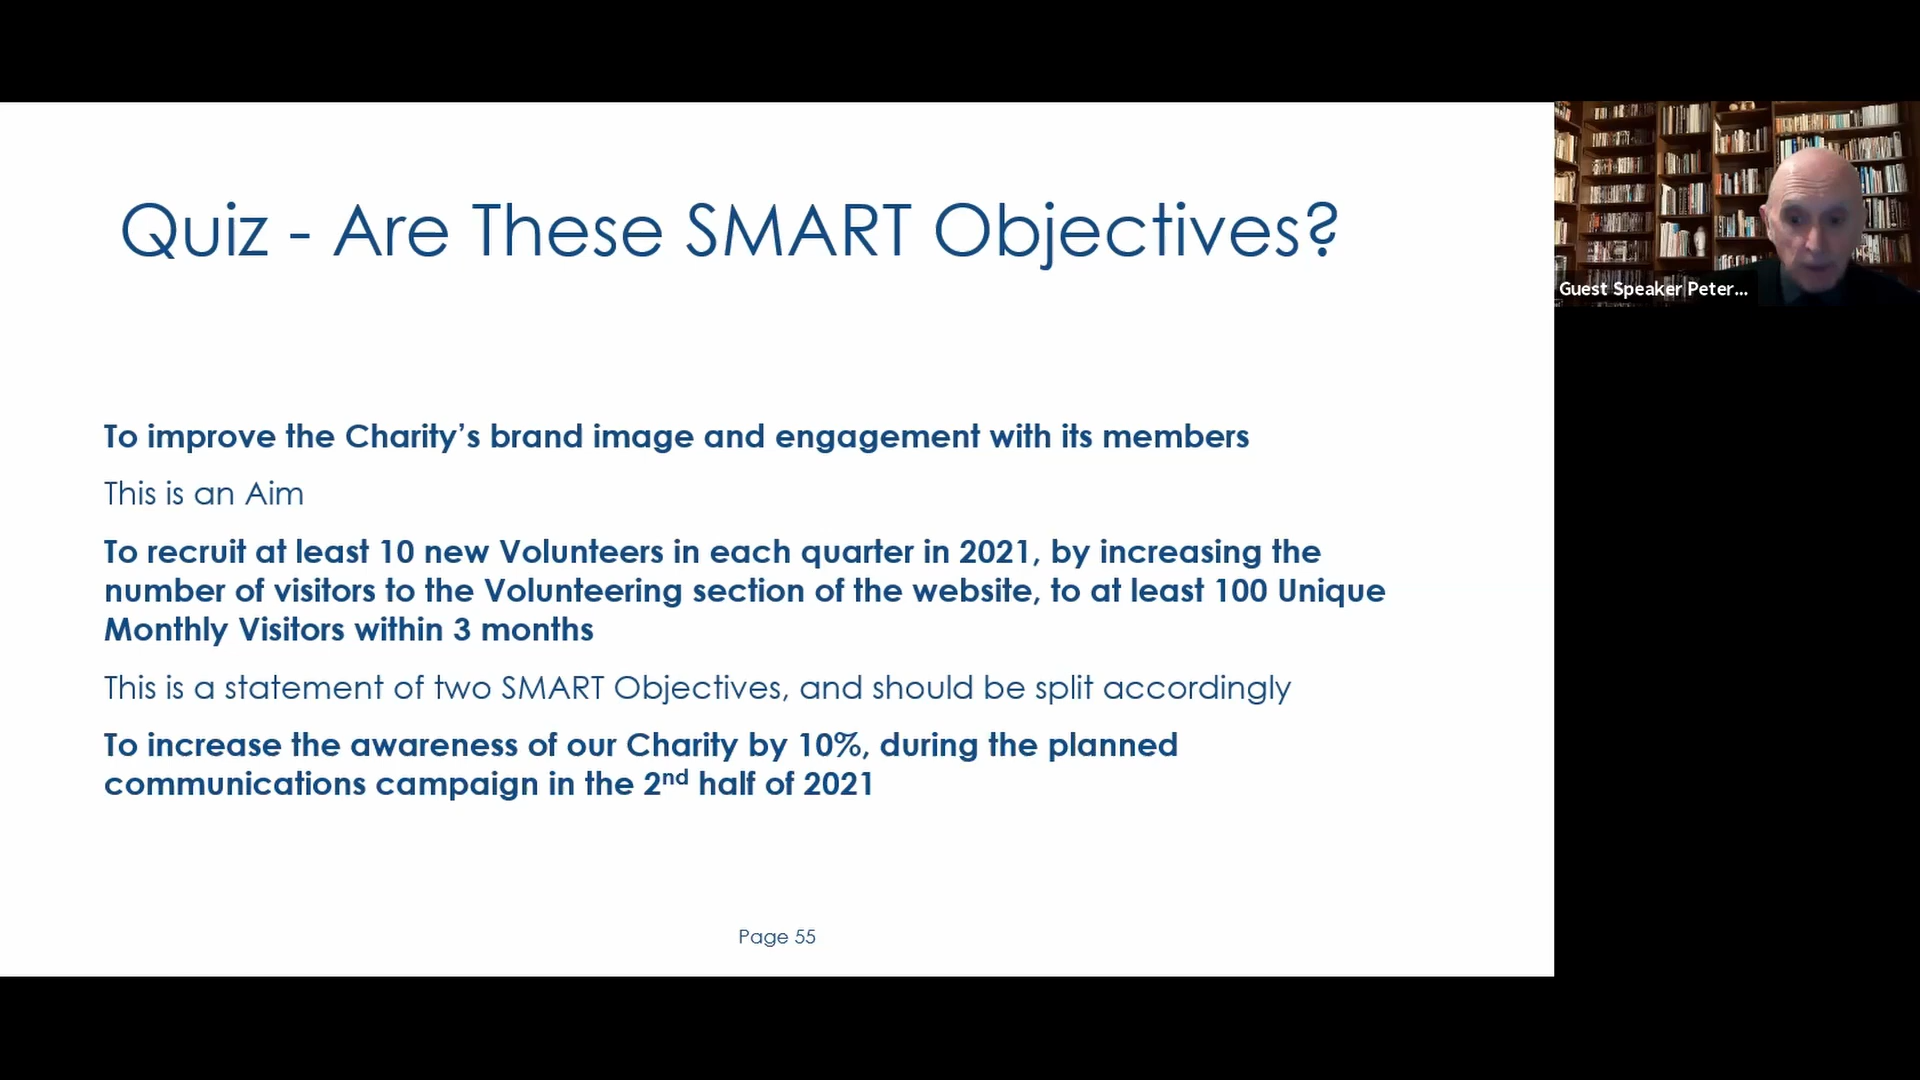 Quiz - Are These SMART Objectives?
To improve the Charity’s brand image and engagement with its members
This is an Aim
To recruit at least 10 new Volunteers in each quarter in 2021, by increasing the
number of visitors to the Volunteering section of the website, to at least 100 Unique
Monthly Visitors within 3 months
This is a statement of two SMART Objectives, and should be split accordingly
To increase the awareness of our Charity by 10%, during the planned
communications campaign in the 2nd half of 2021
Page 55
Guest Speaker Peter...